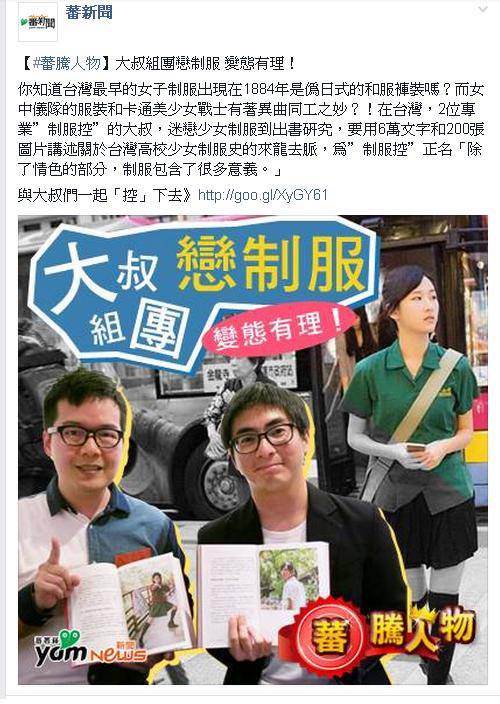 蕃新聞
【 #蕃騰人物】大叔組團戀制服 變態有理！
你知道台灣最早的女子制服出現在1884年是僞日式的和服褲裝嗎？而女
中儀隊的服裝和卡通美少女戰士有著異曲同工之妙？！在台灣，2位專
業”制服控”的大叔，迷戀少女制服到出書研究，要用6萬文字和200張
圖片講述關於台灣高校少女制服史的來龍去脈，爲”制服控”正名「除
了情色的部分，制服包含了很多意義。」
與大叔們一起「控」下去》http://goo.gl/XyGY61
大叔
組團
戀制服
變態有理！
蕃薯藤
yam News 新聞
蕃騰人物